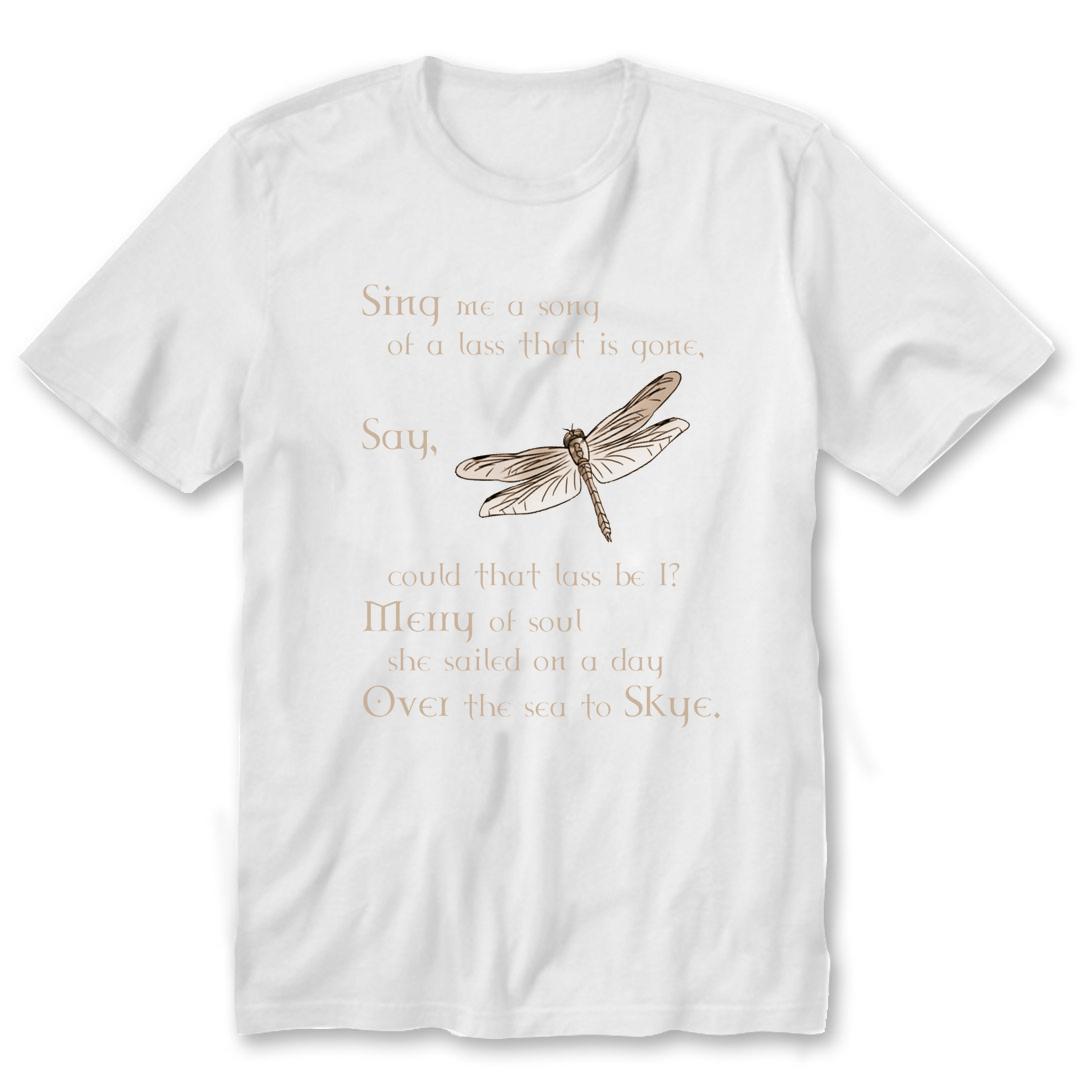 Sing me a song
of a lass that is gone,
Say,
could that lass be I?
Merry of soul
she sailed on a day
Over the sea to Skye.